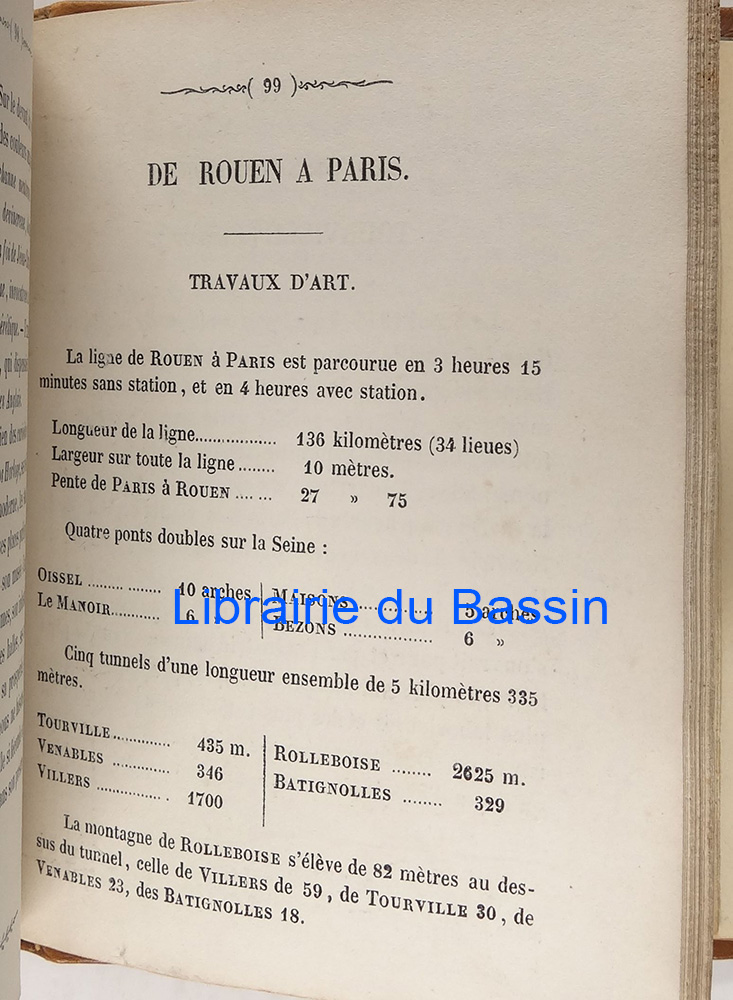 ( 99 )
DE ROUEN A PARIS.
TRAVAUX D'ART.
La ligne de ROUEN à PARIS est parcourue en 3 heures 15
minutes sans station, et en 4 heures avec station.
Longueur de la ligne................. 136 kilomètres (34 lieues)
Largeur sur toute la ligne ........ 10 mètres.
Pente de PARIS à ROUEN .... ... 27 » 75
Quatre ponts doubles sur la Seine :
OISSEL ........ ........ 10 arches
LE MANOIR........... 6
MAISONS .............. 5 arches
BEZONS ................. 6 »
Librairie du Bassin
Cinq tunnels d'une longueur ensemble de 5 kilomètres 335
mètres.
TOURVILLE............. 435 m.
VENABLES ............. 346
VILLERS ................. 1700
ROLLEBOISE ........ 2625 m.
BATIGNOLLES ........ 329
La montagne de ROLLEBOISE s'élève de 82 mètres au des-
sus du tunnel, celle de VILLERS de 59, de TOURVILLE 30, de
VENABLES 23, des BATIGNOLLES 18.